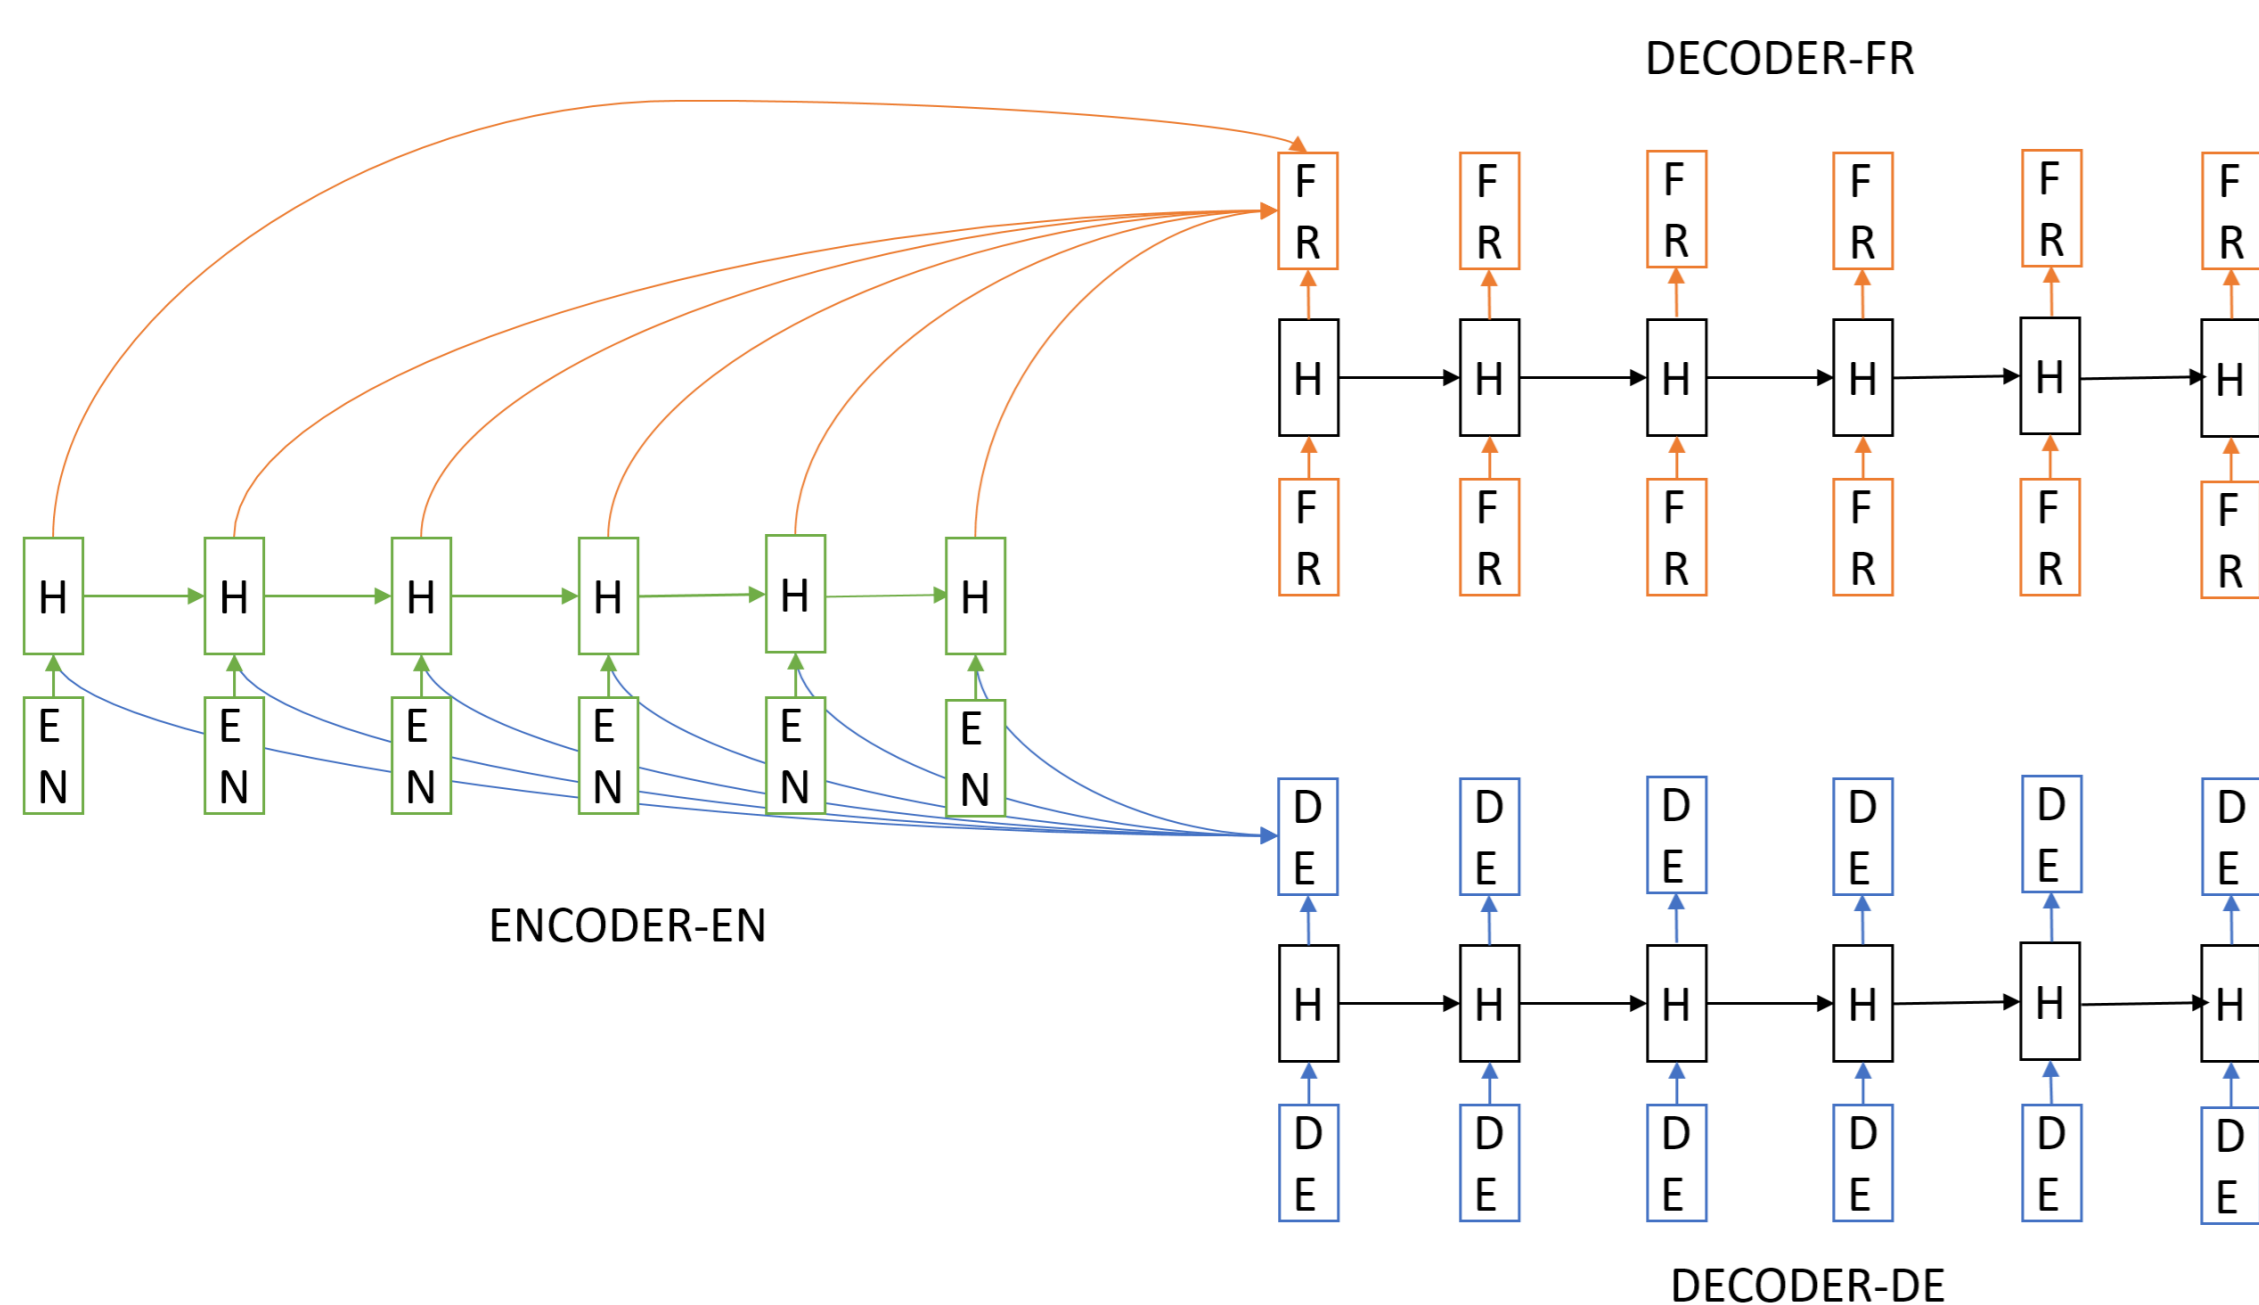 DECODER-FR
F F F F F F
R R R R R R
H H H H H H
F F F F F F
R R R R R R
H H H H H H
E E E E E E
N N N N N N
ENCODER-EN
D D D D D D
E E E E E E
H H H H H H
D D D D D D
E E E E E E
DECODER-DE